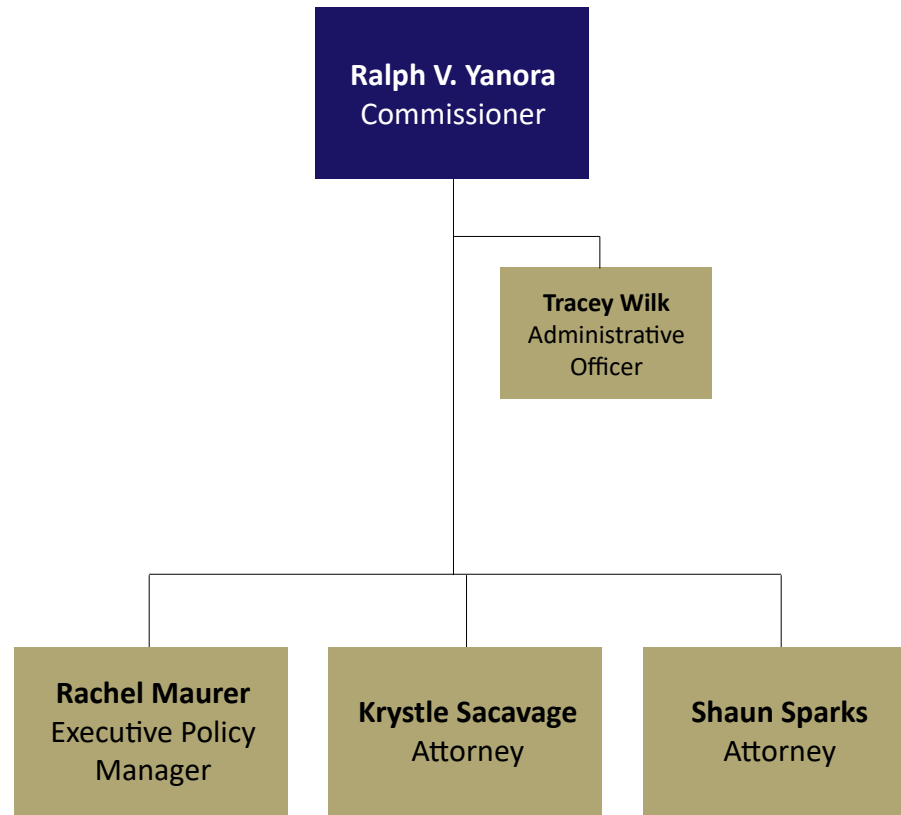 Ralph V. Yanora
Commissioner
Tracey Wilk
Administrative
Officer
Rachel Maurer
Executive Policy
Manager
Krystle Sacavage
Attorney
Shaun Sparks
Attorney